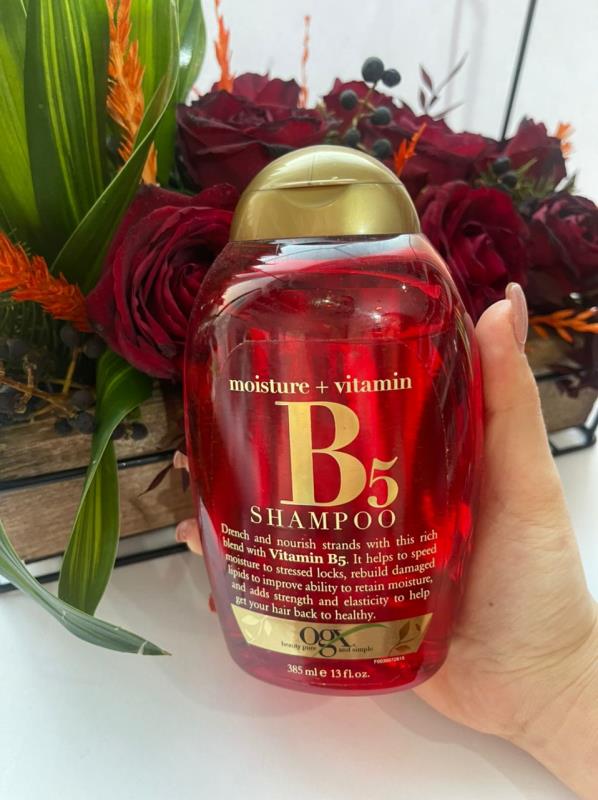 moisture + vitamin
B5
SHAMPOO
Drench and nourish strands with this rich
blend with Vitamin B5. It helps to speed
moisture to stressed locks, rebuild damaged
lipids to improve ability to retain moisture,
and adds strength and elasticity to help
get your hair back to healthy.
ogx
beauty pure and simple
385 ml e 13 fl.oz.